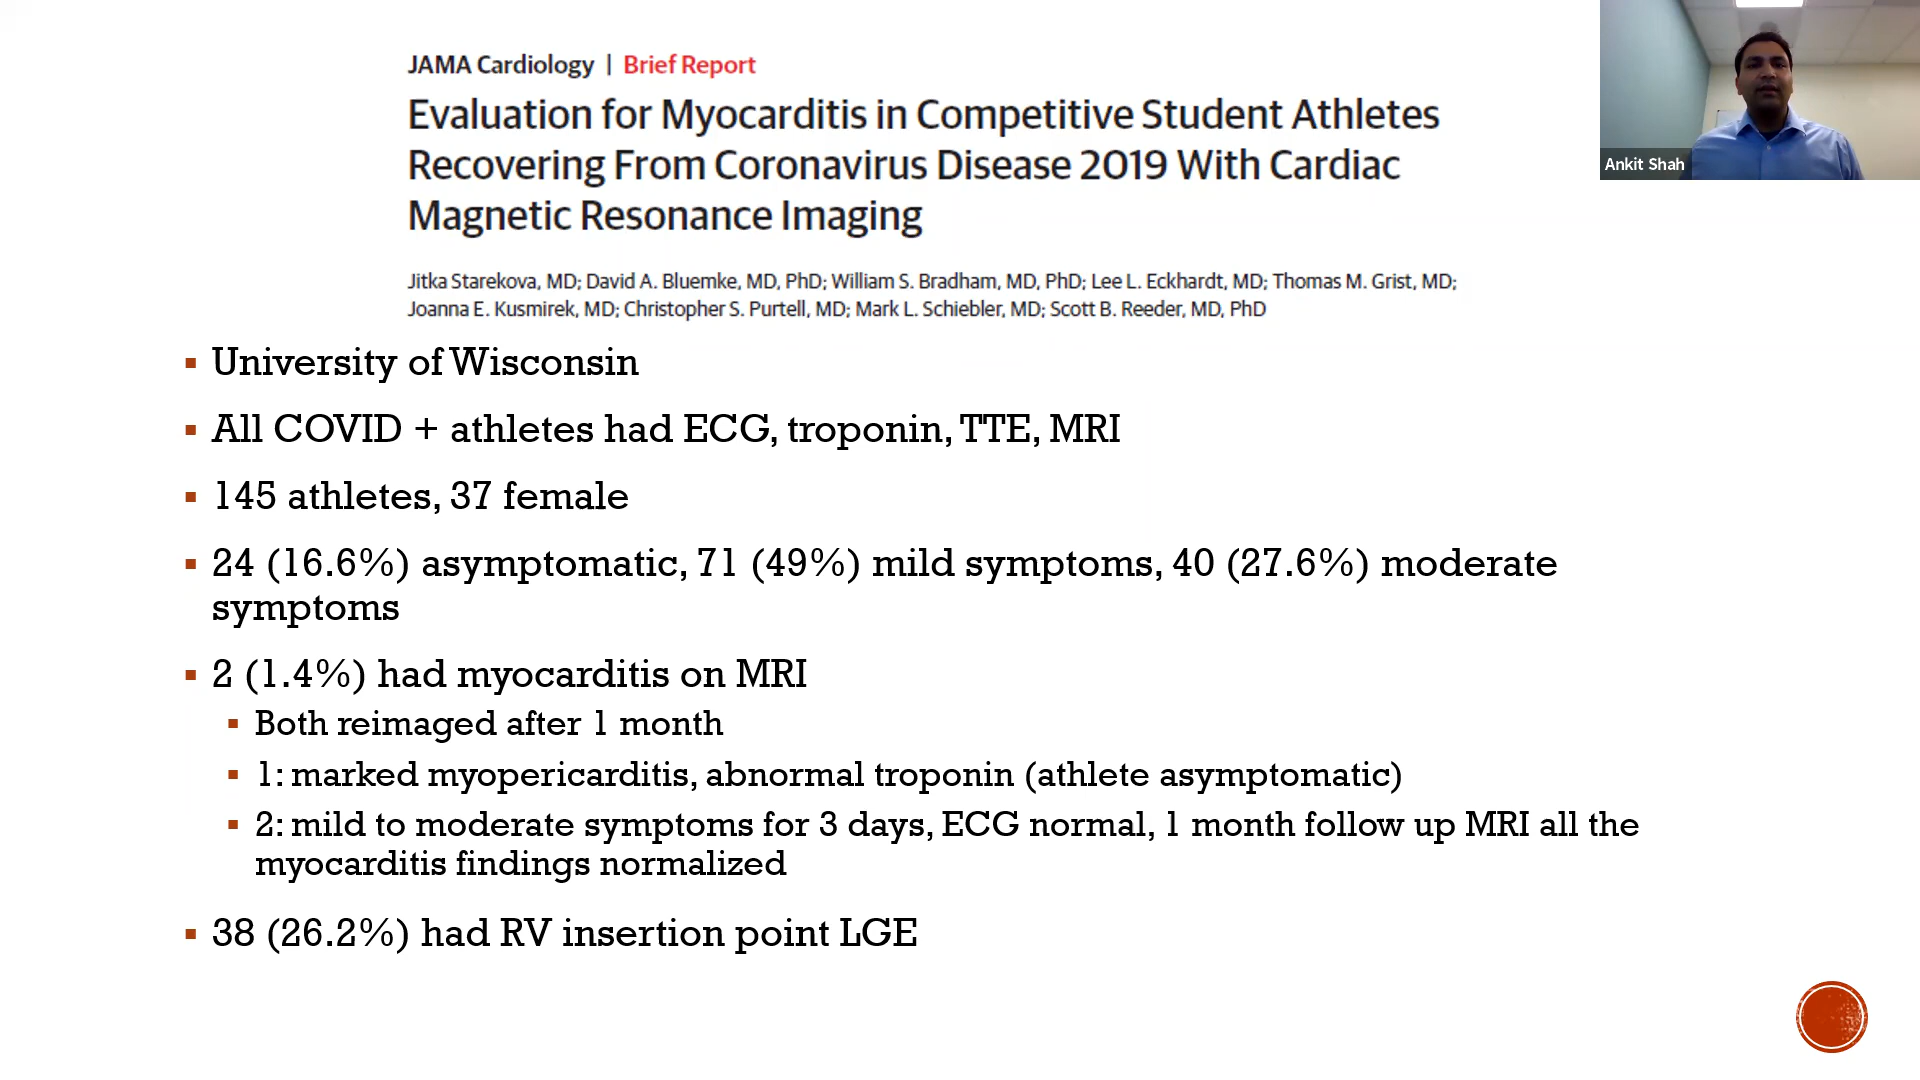 JAMA Cardiology | Brief Report
Evaluation for Myocarditis in Competitive Student Athletes
Recovering From Coronavirus Disease 2019 With Cardiac
Magnetic Resonance Imaging
Jitka Starekova, MD; David A. Bluemke, MD, PhD; William S. Bradham, MD, PhD; Lee L. Eckhardt, MD; Thomas M. Grist, MD;
Joanna E. Kusmirek, MD; Christopher S. Purtell, MD; Mark L. Schiebler, MD; Scott B. Reeder, MD, PhD
Ankit Shah
▪ University of Wisconsin
▪ All COVID + athletes had ECG, troponin, TTE, MRI
▪ 145 athletes, 37 female
▪ 24 (16.6%) asymptomatic, 71 (49%) mild symptoms, 40 (27.6%) moderate
symptoms
▪ 2 (1.4%) had myocarditis on MRI
▪ Both reimaged after 1 month
▪ 1: marked myopericarditis, abnormal troponin (athlete asymptomatic)
▪ 2: mild to moderate symptoms for 3 days, ECG normal, 1 month follow up MRI all the
myocarditis findings normalized
▪ 38 (26.2%) had RV insertion point LGE